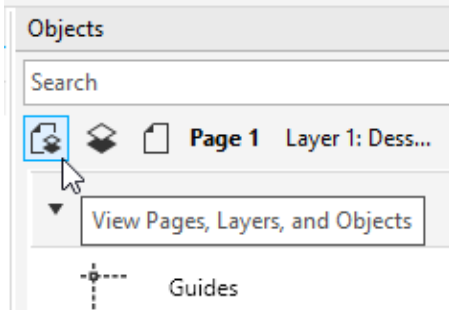 Objects
Search
Page 1 Layer 1: Dess...
View Pages, Layers, and Objects
Guides